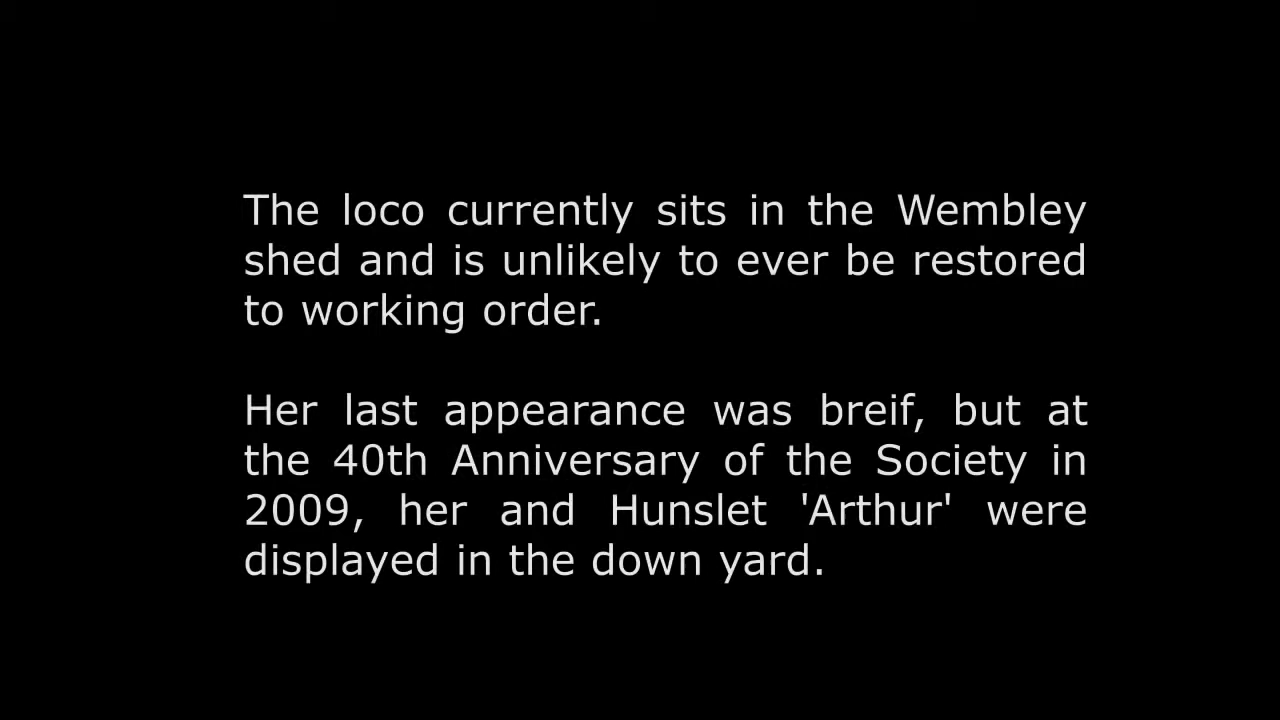 The loco currently sits in the Wembley
shed and is unlikely to ever be restored
to working order.
Her last appearance was breif, but at
the 40th Anniversary of the Society in
2009, her and Hunslet 'Arthur' were
displayed in the down yard.